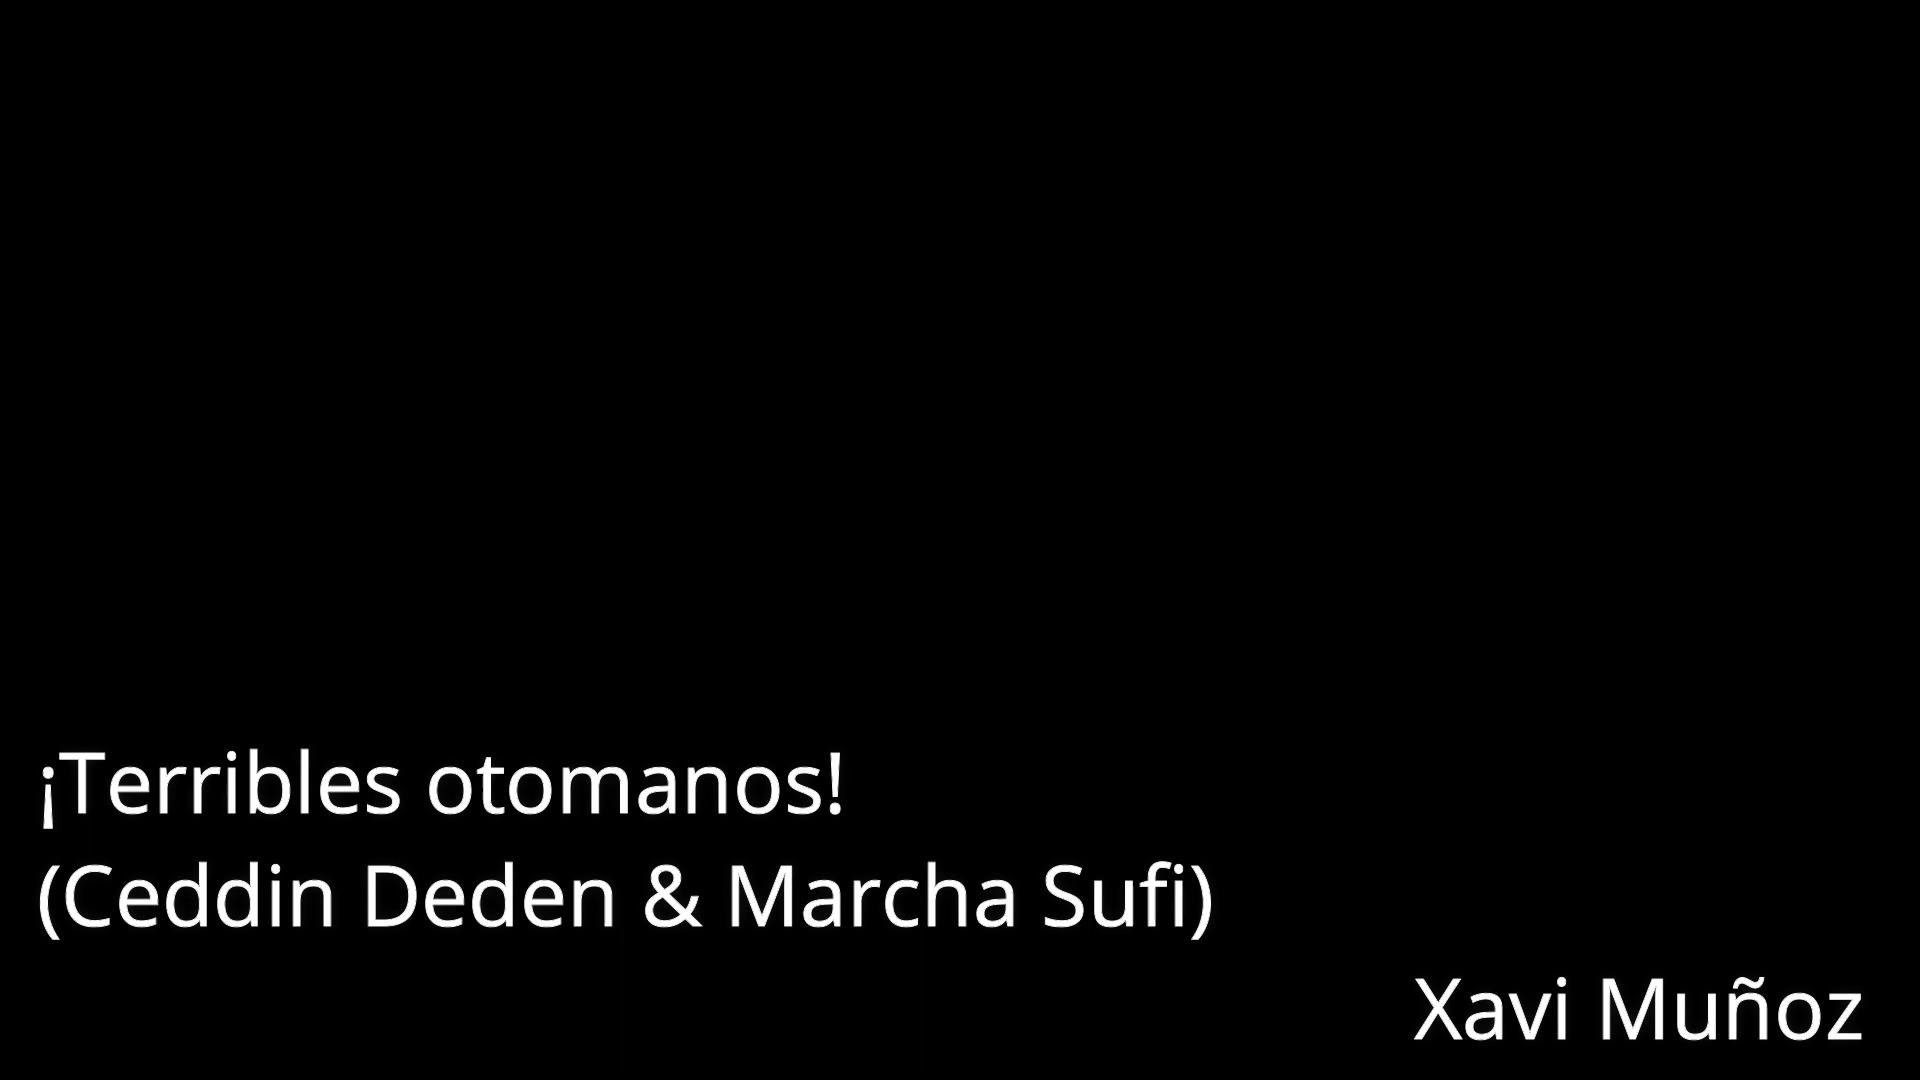 ¡Terribles otomanos!
(Ceddin Deden & Marcha Sufi)
Xavi Muñoz